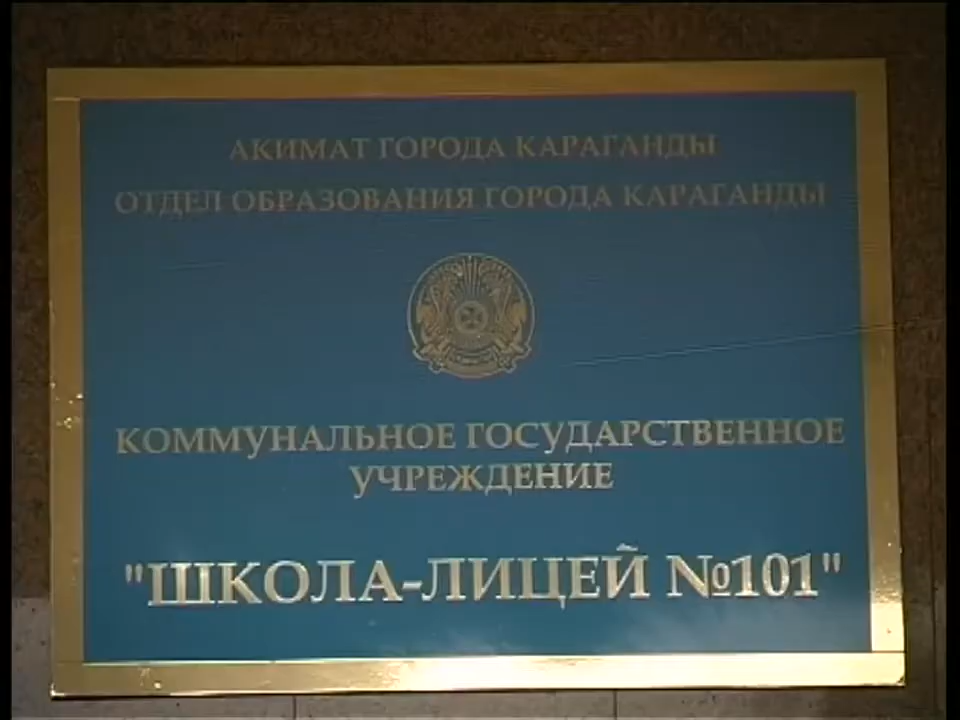 АКИМАТ ГОРОДА КАРАГАНДЫ
ОТДЕЛ ОБРАЗОВАНИЯ ГОРОДА КАРАГАНДЫ
КОММУНАЛЬНОЕ ГОСУДАРСТВЕННОЕ
УЧРЕЖДЕНИЕ
"ШКОЛА-ЛИЦЕЙ №101"